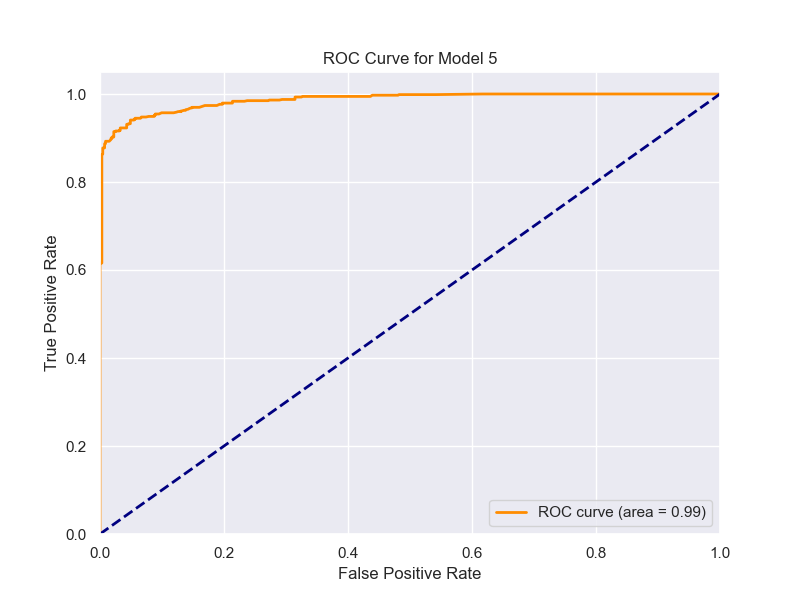 ROC Curve for Model 5
1.0
0.8
0.6
0.4
0.2
0.0
True Positive Rate
ROC curve (area = 0.99)
0.0 0.2 0.4 0.6 0.8 1.0
False Positive Rate